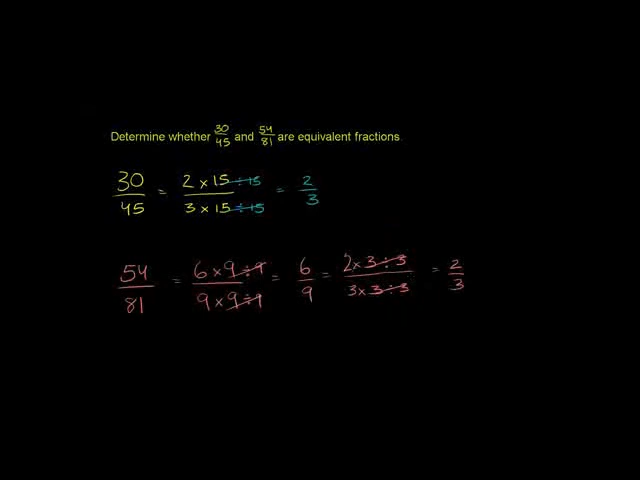 Determine whether 30/45 and 54/81 are equivalent fractions.
30/45 = 2 x 15 ÷ 15 / 3 x 15 ÷ 15 = 2/3
54/81 = 6 x 9 ÷ 9 / 9 x 9 ÷ 9 = 6/9 = 2 x 3 ÷ 3 / 3 x 3 ÷ 3 = 2/3